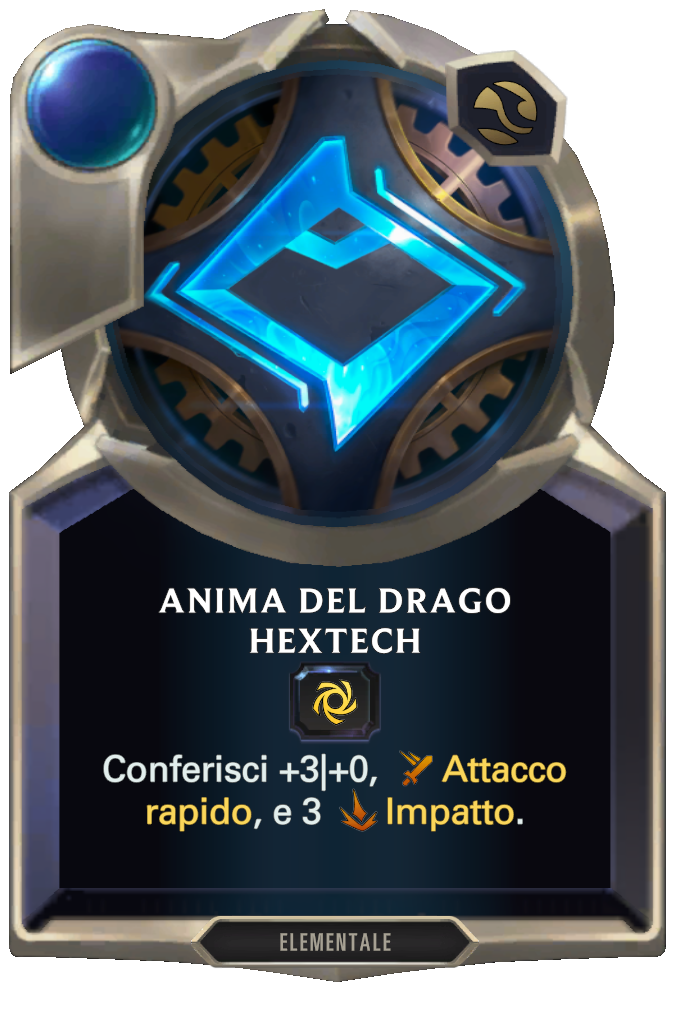 ANIMA DEL DRAGO
HEXTECH
Conferisci +3|+0, Attacco
rapido, e 3 Impatto.
ELEMENTALE